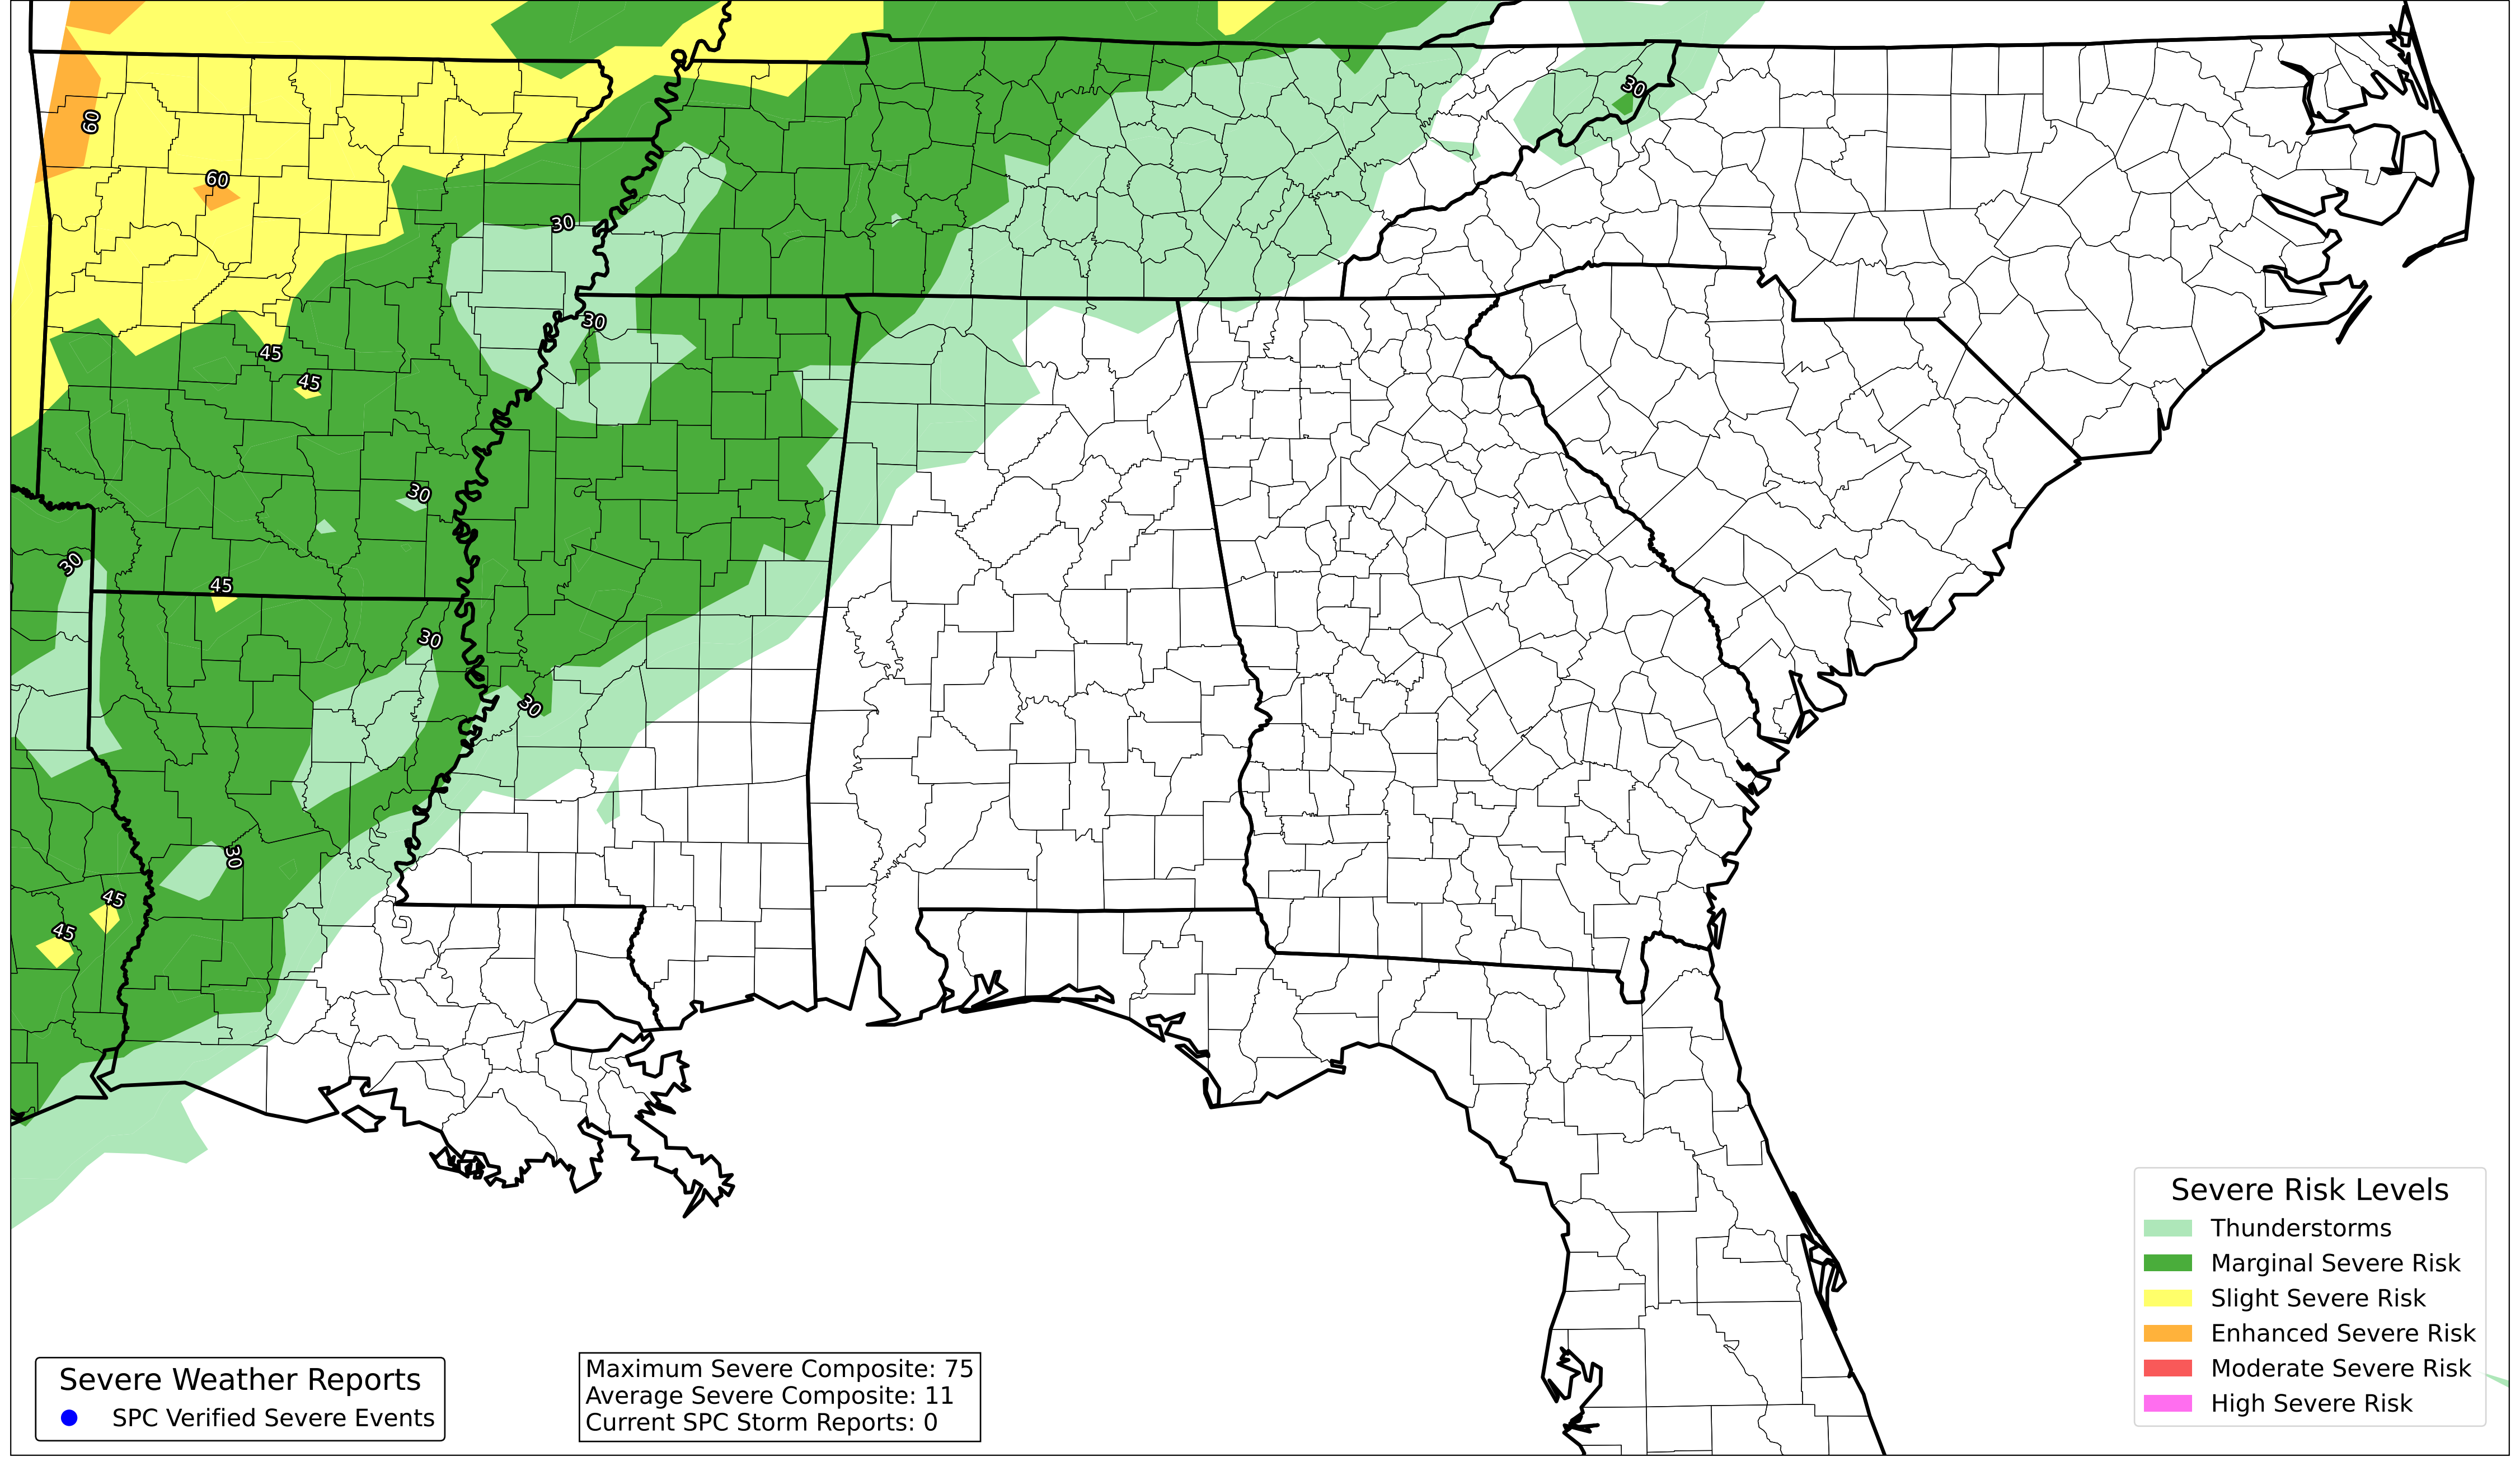 30
60
60
30
30
45
45
30
30
45
30
30
30
45
45
Severe Risk Levels
Thunderstorms
Marginal Severe Risk
Slight Severe Risk
Enhanced Severe Risk
Moderate Severe Risk
High Severe Risk
Severe Weather Reports
SPC Verified Severe Events
Maximum Severe Composite: 75
Average Severe Composite: 11
Current SPC Storm Reports: 0